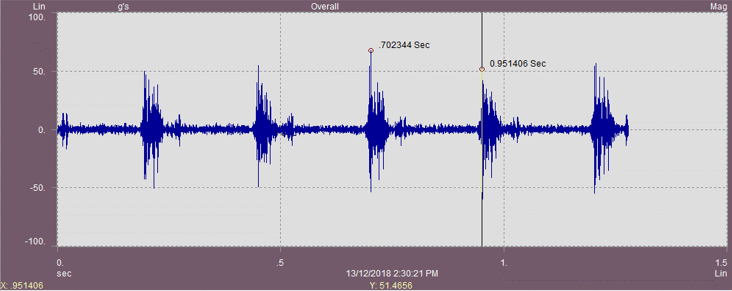 Lin g's Overall Mag
100.
.702344 Sec
0.951406 Sec
50.
0.
-50.
-100.
0. .5 1. 1.5
sec 13/12/2018 2:30:21 PM Lin
X: .951406 Y: 51.4656